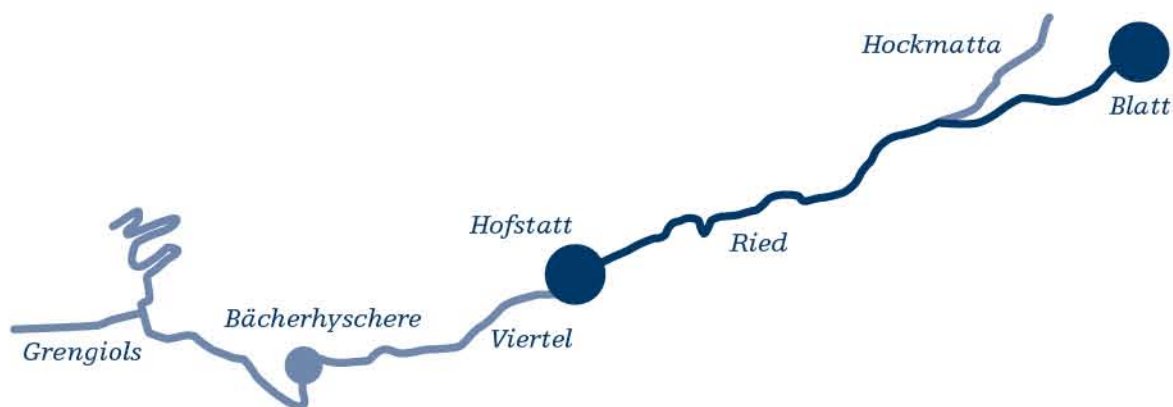 Hockmatta
Blatt
Hofstatt
Ried
Bächerhyschere
Viertel
Grengiols